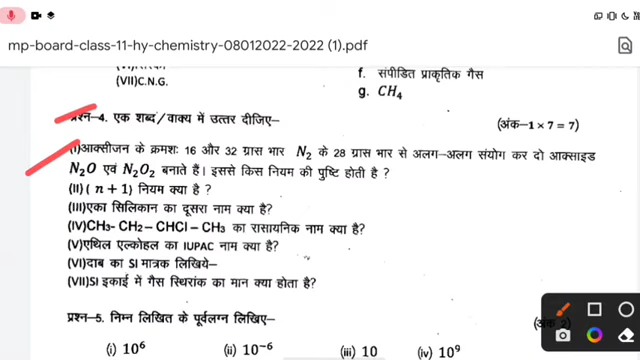 mp-board-class-11-hy-chemistry-08012022-2022 (1).pdf
(VII)C.N.G.
f. संपीडित प्राकृतिक गैस
g. CH₄
प्रश्न–4. एक शब्द/वाक्य में उत्तर दीजिए–
(अंक–1 × 7 = 7)
(I)आक्सीजन के क्रमशः 16 और 32 ग्रास भार N₂ के 28 ग्रास भार से अलग–अलग संयोग कर दो आक्साइड
N₂O एवं N₂O₂ बनाते हैं। इससे किस नियम की पुष्टि होती है ?
(II)( n + 1) नियम क्या है ?
(III)एका सिलिकान का दूसरा नाम क्या है?
(IV)CH₃- CH₂ – CHCl – CH₃ का रासायनिक नाम क्या है?
(V)एथिल एल्कोहल का IUPAC नाम क्या है?
(VI)दाब का SI मात्रक लिखिये–
(VII)SI इकाई में गैस स्थिरांक का मान क्या होता है?
प्रश्न–5. निम्न लिखित के पूर्वलग्न लिखिए–
(i) 10⁶ (ii) 10⁻⁶ (iii) 10 (iv) 10⁹